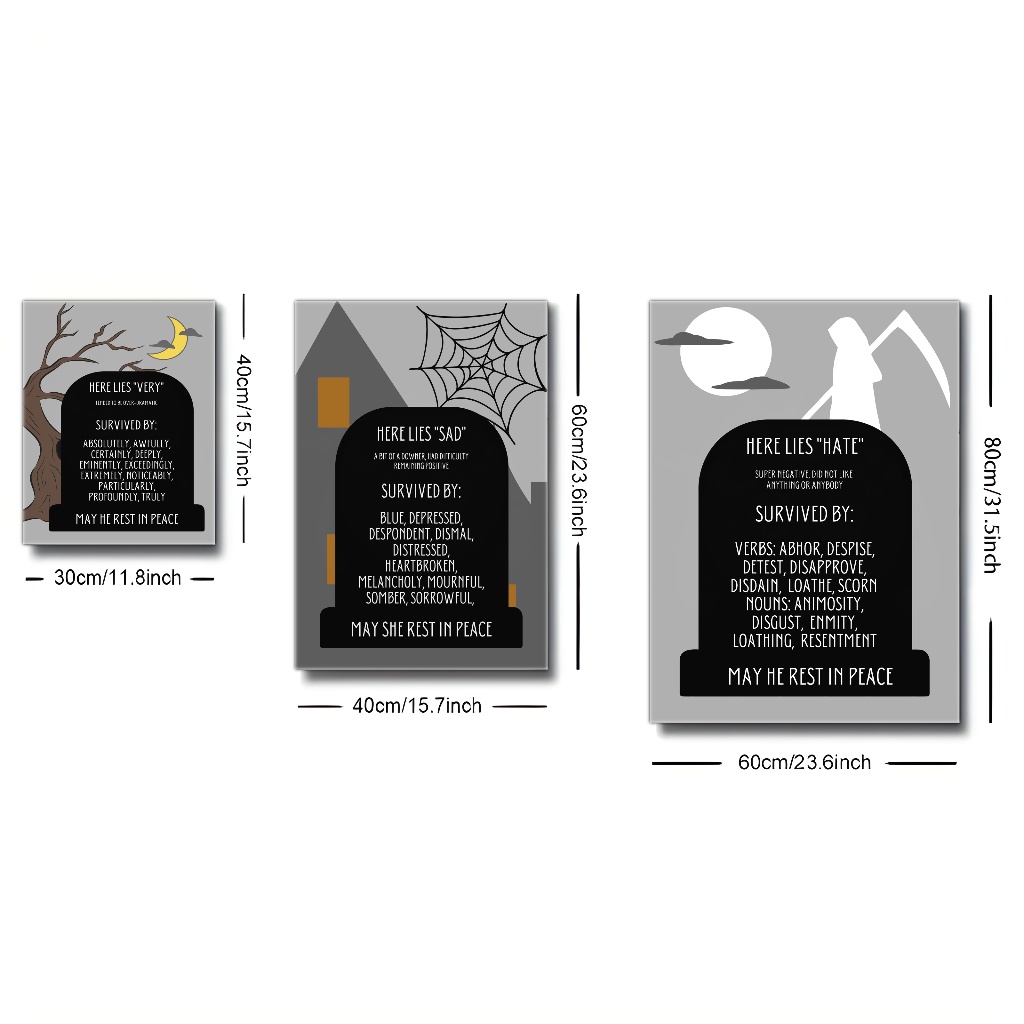 HERE LIES "VERY"
TENDED TO BE OVER-DRAMATIC
SURVIVED BY:
ABSOLUTELY, AWFULLY,
CERTAINLY, DEEPLY,
EMINENTLY, EXCEEDINGLY,
EXTREMELY, NOTICEABLY,
PARTICULARLY,
PROFOUNDLY, TRULY
MAY HE REST IN PEACE
40cm/15.7inch
30cm/11.8inch
HERE LIES "SAD"
A BIT OF A DOWNER, HAD DIFFICULTY
REMAINING POSITIVE
SURVIVED BY:
BLUE, DEPRESSED,
DESPONDENT, DISMAL,
DISTRESSED,
HEARTBROKEN,
MELANCHOLY, MOURNFUL,
SOMBER, SORROWFUL,
MAY SHE REST IN PEACE
60cm/23.6inch
40cm/15.7inch
HERE LIES "HATE"
SUPER NEGATIVE, DID NOT LIKE
ANYTHING OR ANYBODY
SURVIVED BY:
VERBS: ABHOR, DESPISE,
DETEST, DISAPPROVE,
DISDAIN, LOATHE, SCORN
NOUNS: ANIMOSITY,
DISGUST, ENMITY,
LOATHING, RESENTMENT
MAY HE REST IN PEACE
80cm/31.5inch
60cm/23.6inch